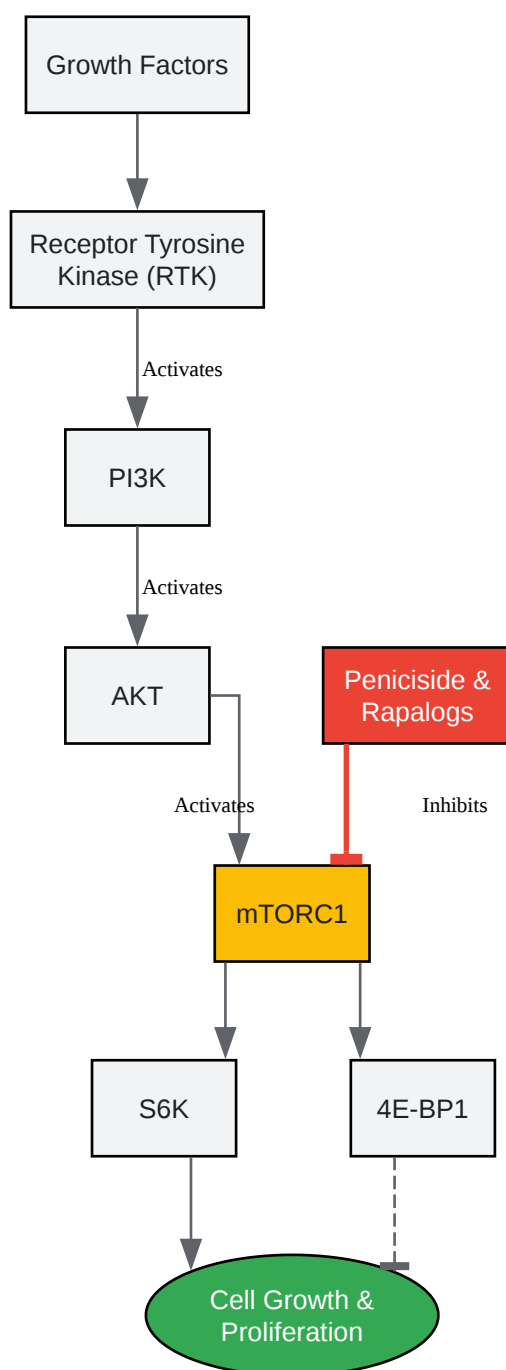 Growth Factors
Receptor Tyrosine
Kinase (RTK)
Activates
PI3K
Activates
AKT
Peniciside &
Rapalogs
Activates
Inhibits
mTORC1
S6K
4E-BP1
Cell Growth &
Proliferation